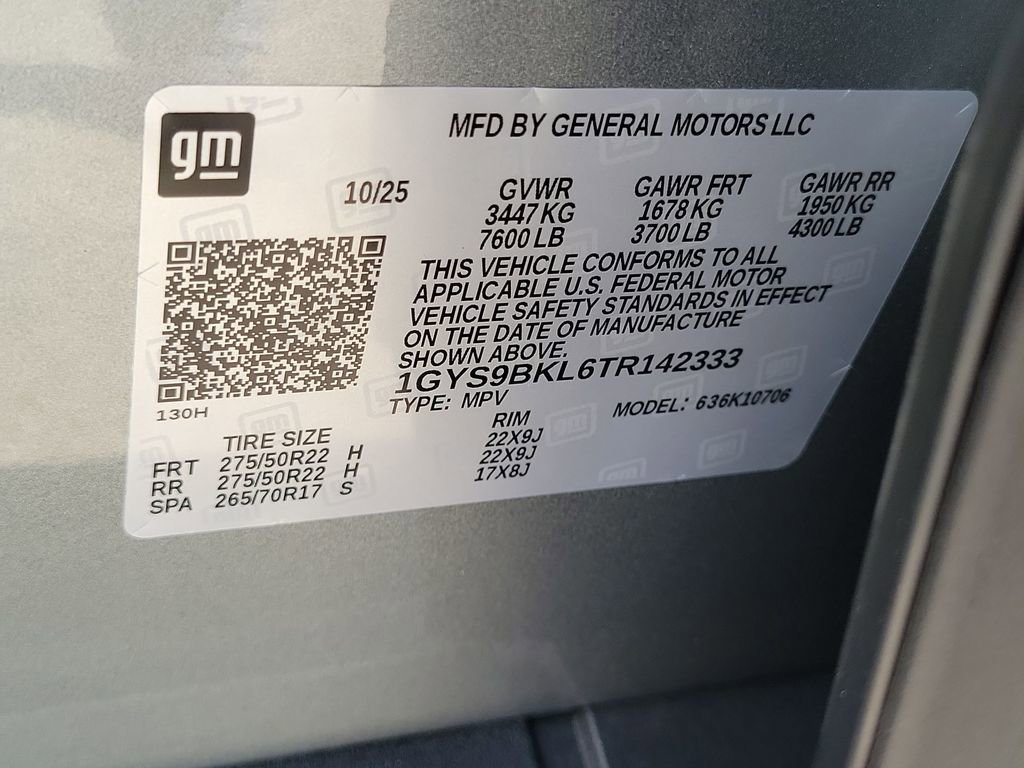 gm
MFD BY GENERAL MOTORS LLC
10/25
GVWR GAWR FRT GAWR RR
3447 KG 1678 KG 1950 KG
7600 LB 3700 LB 4300 LB
THIS VEHICLE CONFORMS TO ALL
APPLICABLE U.S. FEDERAL MOTOR
VEHICLE SAFETY STANDARDS IN EFFECT
ON THE DATE OF MANUFACTURE
SHOWN ABOVE.
1GYS9BKL6TR142333
130H
TYPE: MPV MODEL: 636K10706
TIRE SIZE RIM
FRT 275/50R22 H 22X9J
RR 275/50R22 H 22X9J
SPA 265/70R17 S 17X8J